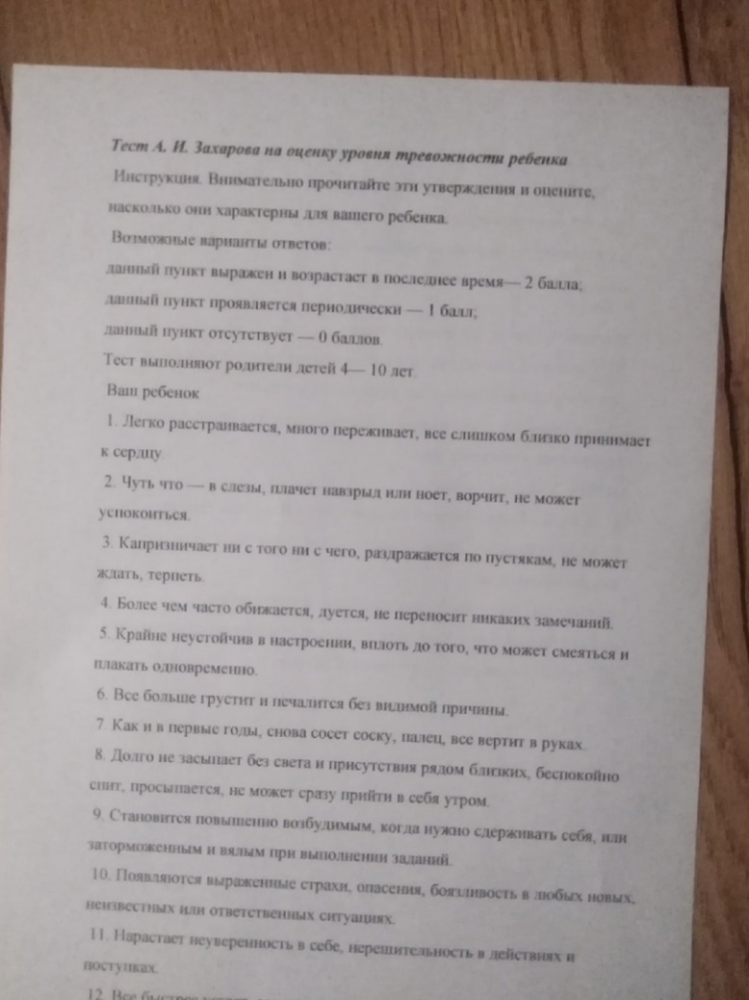 Тест А. И. Захарова на оценку уровня тревожности ребенка
Инструкция. Внимательно прочитайте эти утверждения и оцените,
насколько они характерны для вашего ребенка.
Возможные варианты ответов:
данный пункт выражен и возрастает в последнее время— 2 балла;
данный пункт проявляется периодически — 1 балл;
данный пункт отсутствует — 0 баллов.
Тест выполняют родители детей 4— 10 лет.
Ваш ребенок
1. Легко расстраивается, много переживает, все слишком близко принимает
к сердцу.
2. Чуть что — в слезы, плачет навзрыд или ноет, ворчит, не может
успокоиться.
3. Капризничает ни с того ни с чего, раздражается по пустякам, не может
ждать, терпеть.
4. Более чем часто обижается, дуется, не переносит никаких замечаний.
5. Крайне неустойчив в настроении, вплоть до того, что может смеяться и
плакать одновременно.
6. Все больше грустит и печалится без видимой причины.
7. Как и в первые годы, снова сосет соску, палец, все вертит в руках.
8. Долго не засыпает без света и присутствия рядом близких, беспокойно
спит, просыпается, не может сразу прийти в себя утром.
9. Становится повышенно возбудимым, когда нужно сдерживать себя, или
заторможенным и вялым при выполнении заданий.
10. Появляются выраженные страхи, опасения, боязливость в любых новых,
неизвестных или ответственных ситуациях.
11. Нарастает неуверенность в себе, нерешительность в действиях и
поступках.
12. Все быстрее